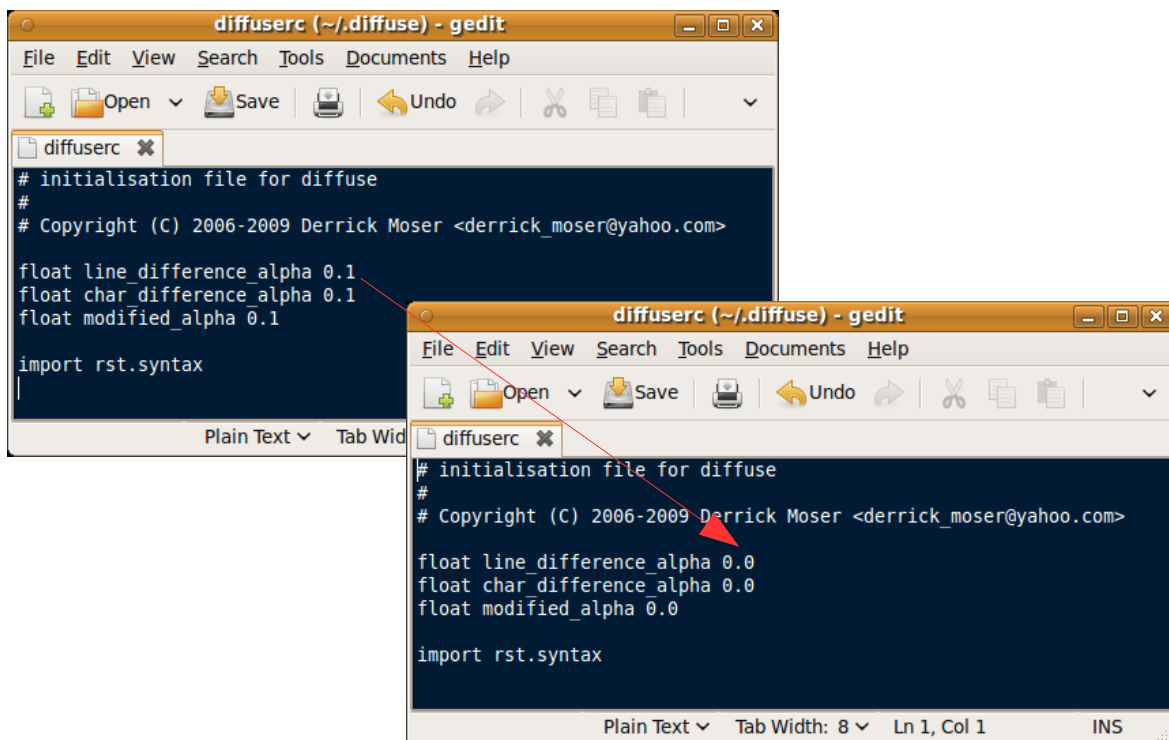 diffuserc (~/.diffuse) - gedit
File Edit View Search Tools Documents Help
Open Save Undo
diffuserc
# initialisation file for diffuse
#
# Copyright (C) 2006-2009 Derrick Moser <derrick_moser@yahoo.com>
float line_difference_alpha 0.1
float char_difference_alpha 0.1
float modified_alpha 0.1
import rst.syntax
Plain Text Tab Wid
diffuserc (~/.diffuse) - gedit
File Edit View Search Tools Documents Help
Open Save Undo
diffuserc
# initialisation file for diffuse
#
# Copyright (C) 2006-2009 Derrick Moser <derrick_moser@yahoo.com>
float line_difference_alpha 0.0
float char_difference_alpha 0.0
float modified_alpha 0.0
import rst.syntax
Plain Text Tab Width: 8 Ln 1, Col 1 INS